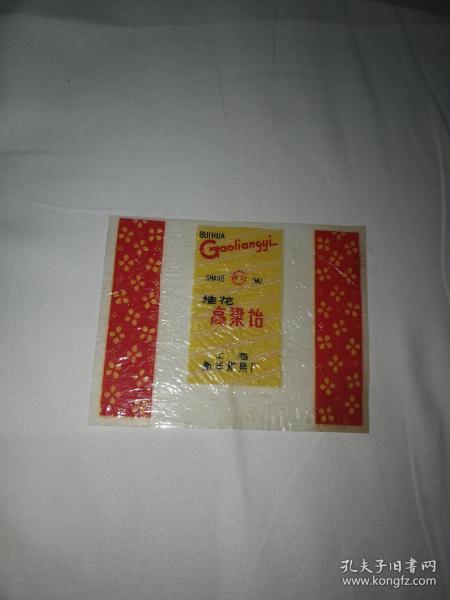 GUIHUA
Gaoliangyi
SHANG HAI
桂花
高粱饴
上海
新华糖果厂
孔夫子旧书网
www.kongfz.com